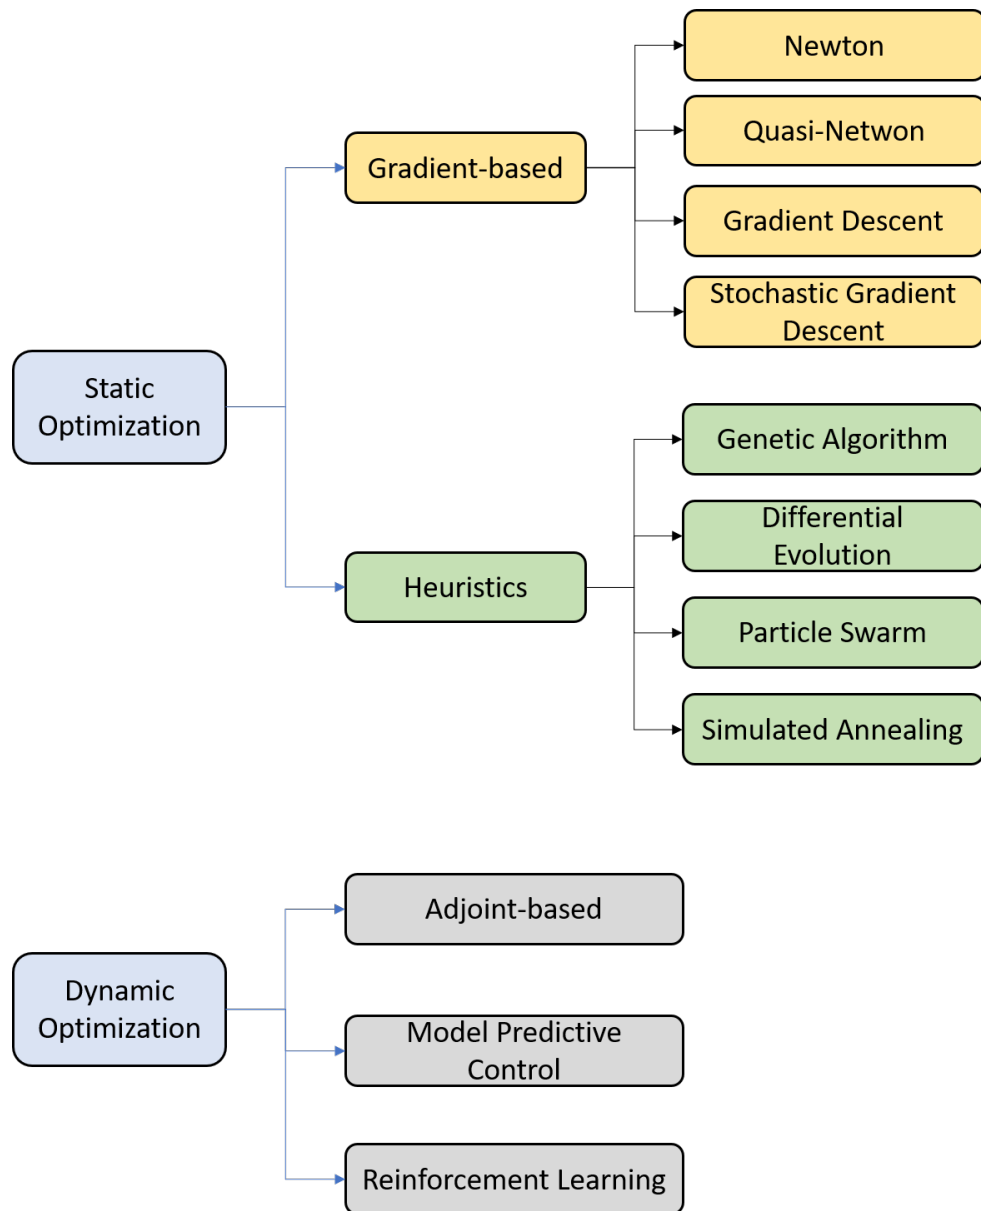 Newton
Quasi-Netwon
Gradient-based
Gradient Descent
Stochastic Gradient
Descent
Static
Optimization
Genetic Algorithm
Differential
Evolution
Heuristics
Particle Swarm
Simulated Annealing
Adjoint-based
Dynamic
Optimization
Model Predictive
Control
Reinforcement Learning